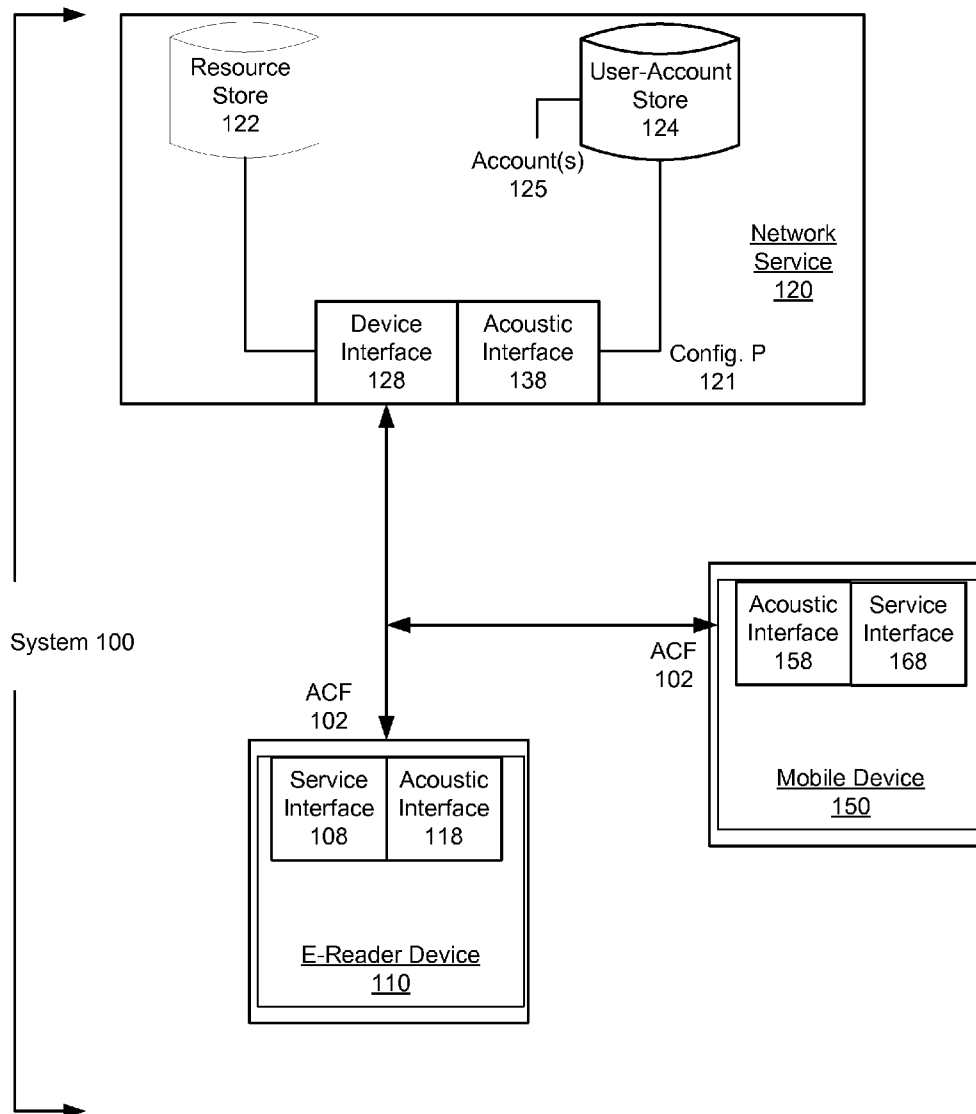 Resource
Store
122
User-Account
Store
124
Account(s)
125
Network
Service
120
Device
Interface
128
Acoustic
Interface
138
Config. P
121
System 100
ACF
102
ACF
102
Acoustic
Interface
158
Service
Interface
168
Mobile Device
150
Service
Interface
108
Acoustic
Interface
118
E-Reader Device
110